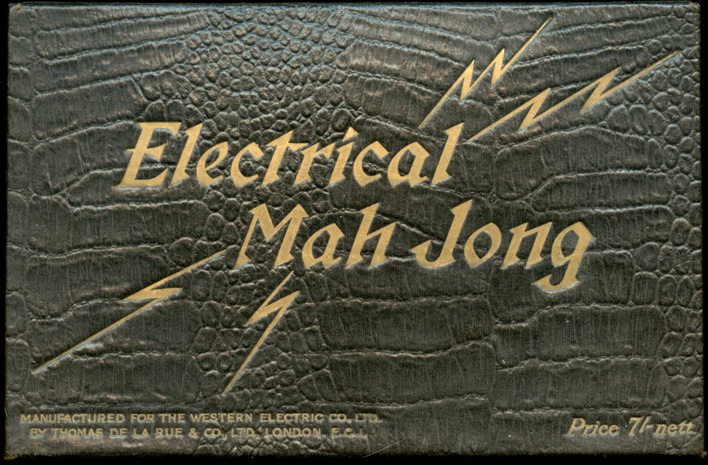 Electrical
Mah Jong
MANUFACTURED FOR THE WESTERN ELECTRIC CO., LTD.
BY THOMAS DE LA RUE & CO., LTD. LONDON. E.C.1.
Price 7/- nett